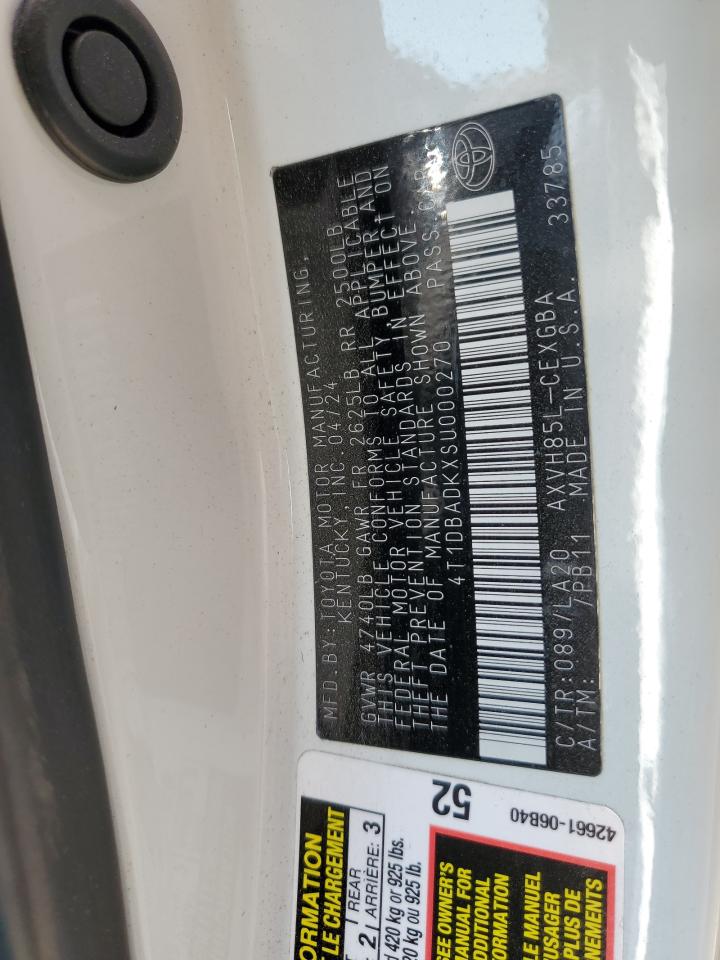 MFD. BY: TOYOTA MOTOR MANUFACTURING,
KENTUCKY, INC. 04/24
GVWR 4740LB GAWR FR 2625LB RR 2500LB
THIS VEHICLE CONFORMS TO ALL APPLICABLE
FEDERAL MOTOR VEHICLE SAFETY, BUMPER AND
THEFT PREVENTION STANDARDS IN EFFECT ON
THE DATE OF MANUFACTURE SHOWN ABOVE.
4T1DBADKXSU000270 PASS. CAR
C/TR: 089/LA20 AXVH85L-CEXGBA
A/TM: /PB11 MADE IN U.S.A. 33785
52
42661-06B40
ORMATION
LE CHARGEMENT
2 REAR
ARRIÈRE: 3
420 kg or 925 lbs.
20 kg ou 925 lb.
SEE OWNER'S
MANUAL FOR
ADDITIONAL
INFORMATION
LE MANUEL
USAGER
PLUS DE
NEMENTS